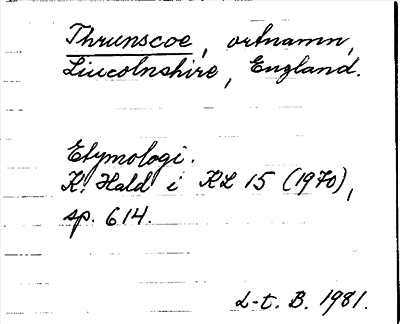 Thrunscoe, ortnamn,
Lincolnshire, England.
Etymologi.
K. Hald i KL 15 (1970),
sp. 614.
L-t. B. 1981.